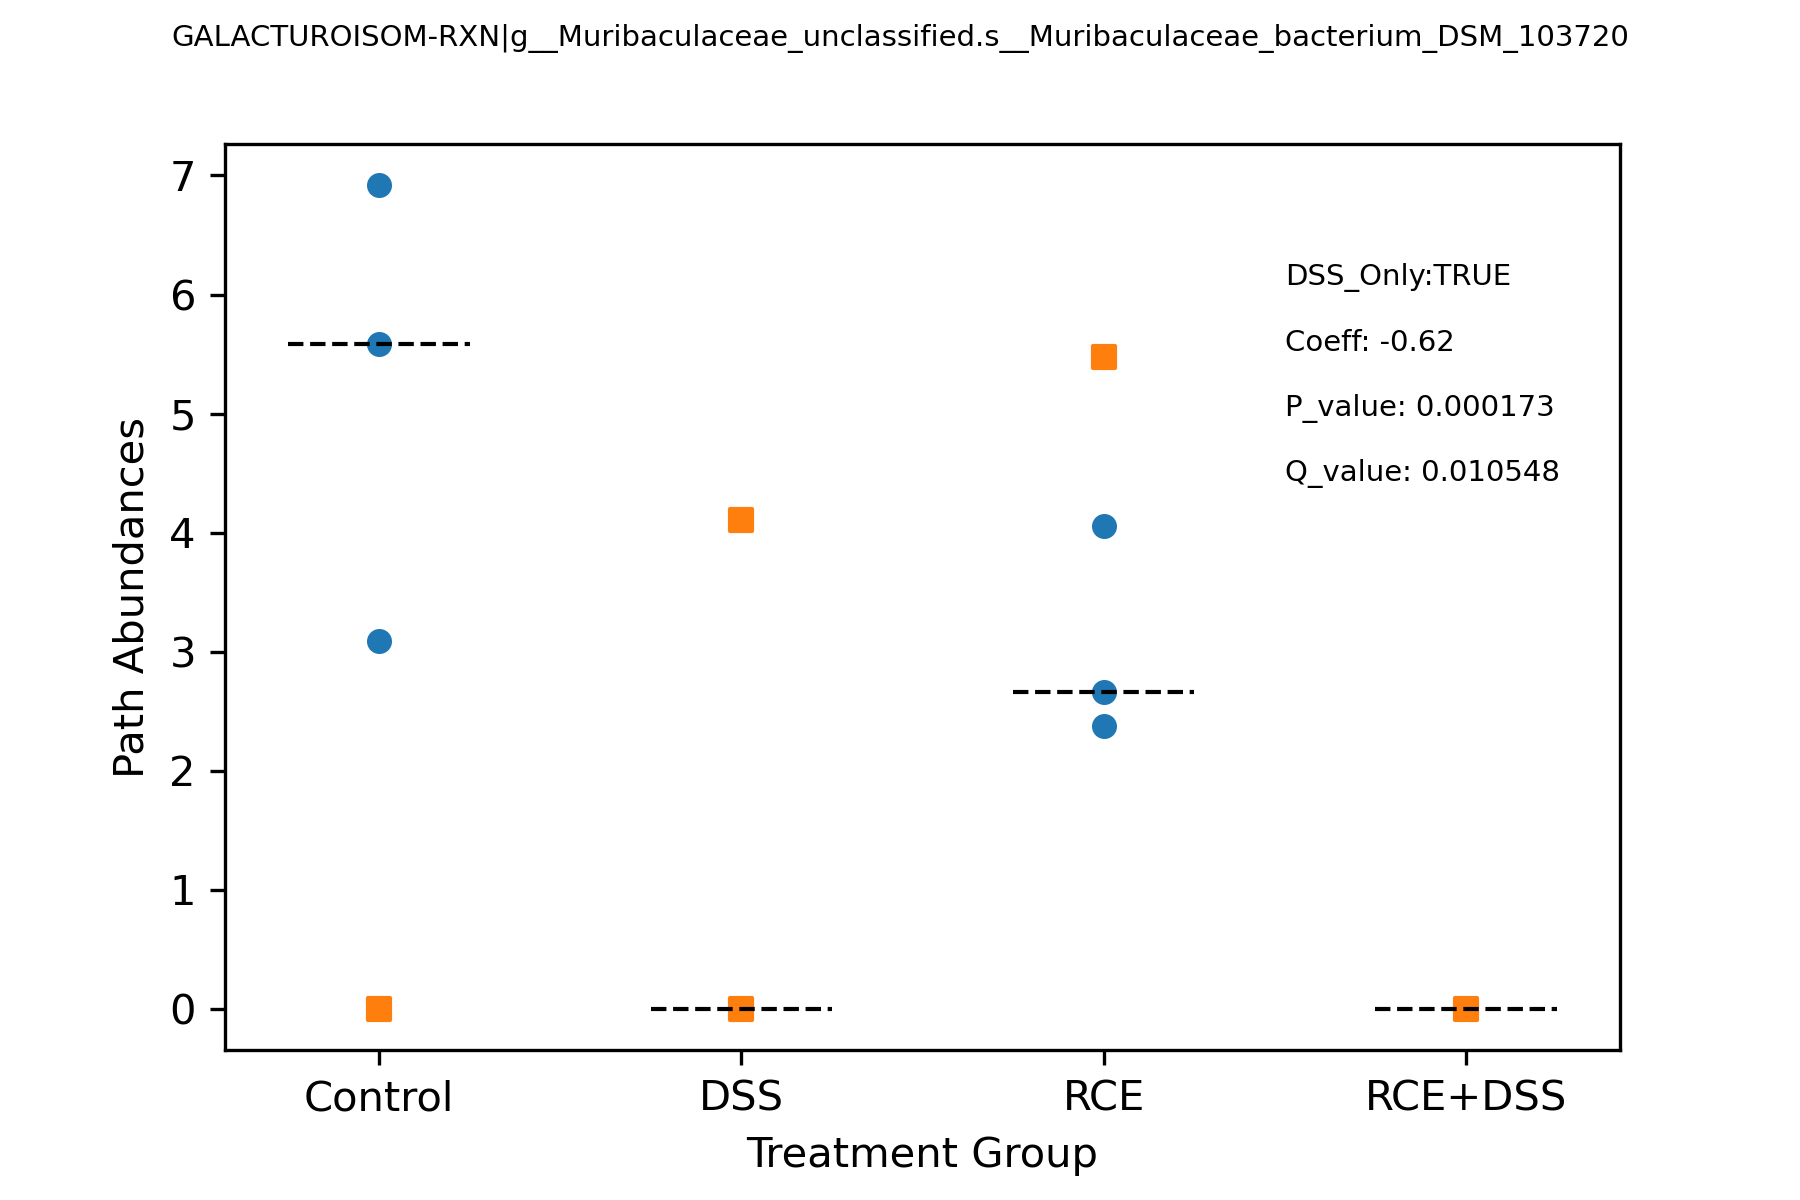 GALACTUROISOM-RXN|g__Muribaculaceae_unclassified.s__Muribaculaceae_bacterium_DSM_103720
7
6
5
4
3
2
1
0
Path Abundances
DSS_Only:TRUE
Coeff: -0.62
P_value: 0.000173
Q_value: 0.010548
Control DSS RCE RCE+DSS
Treatment Group